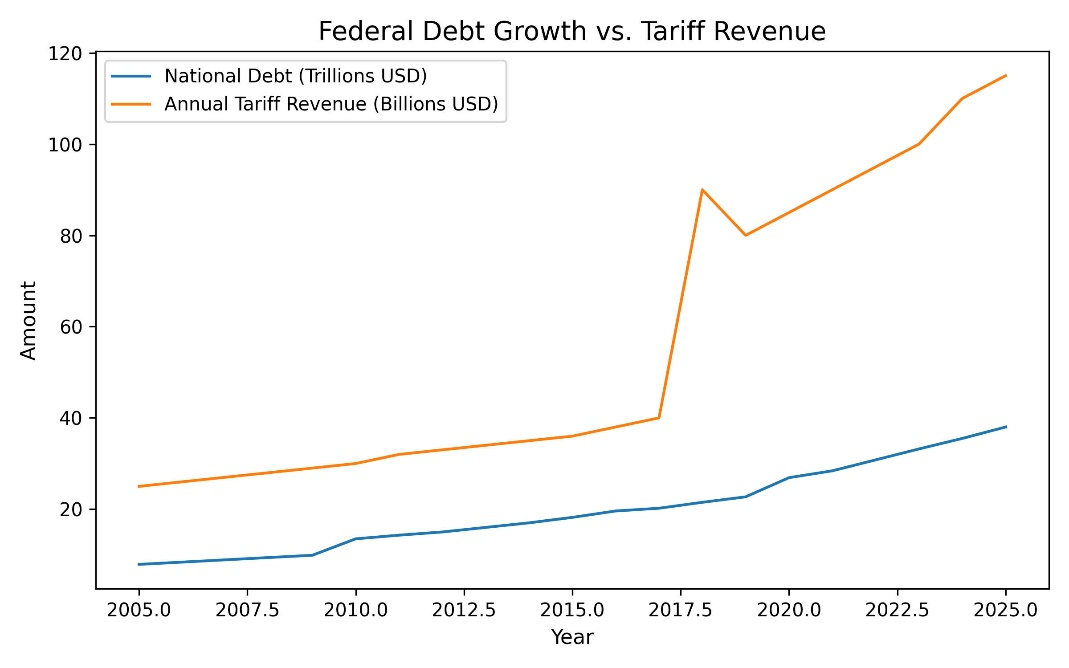 Federal Debt Growth vs. Tariff Revenue
National Debt (Trillions USD)
Annual Tariff Revenue (Billions USD)
120
100
80
60
40
20
Amount
2005.0 2007.5 2010.0 2012.5 2015.0 2017.5 2020.0 2022.5 2025.0
Year